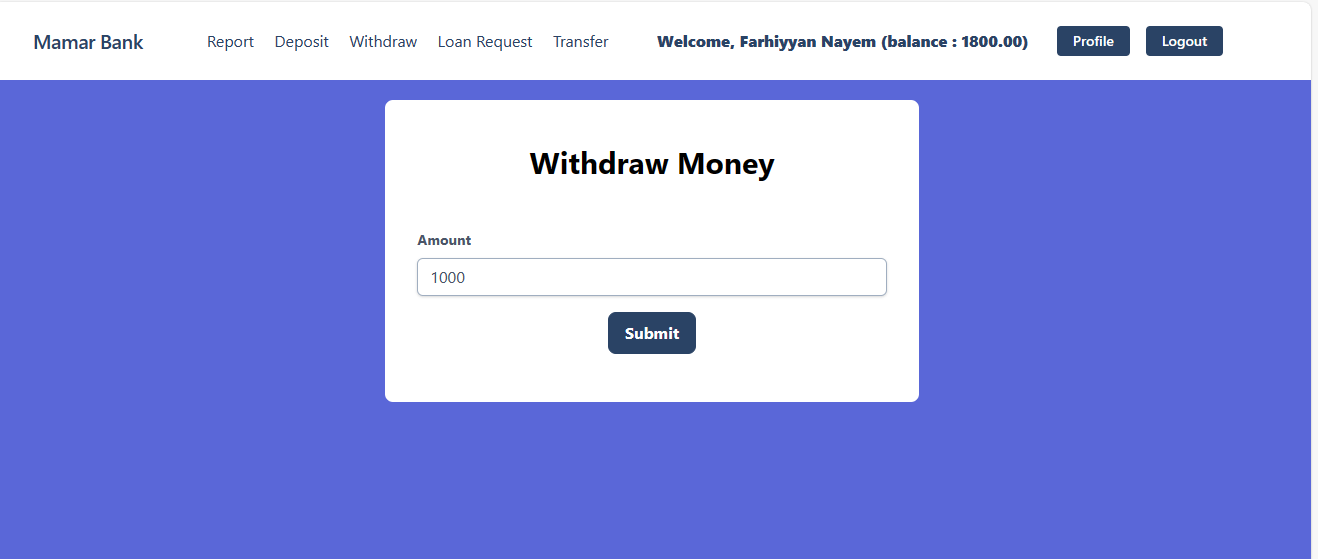 Mamar Bank Report Deposit Withdraw Loan Request Transfer Welcome, Farhiyyan Nayem (balance : 1800.00) Profile Logout
Withdraw Money
Amount
1000
Submit